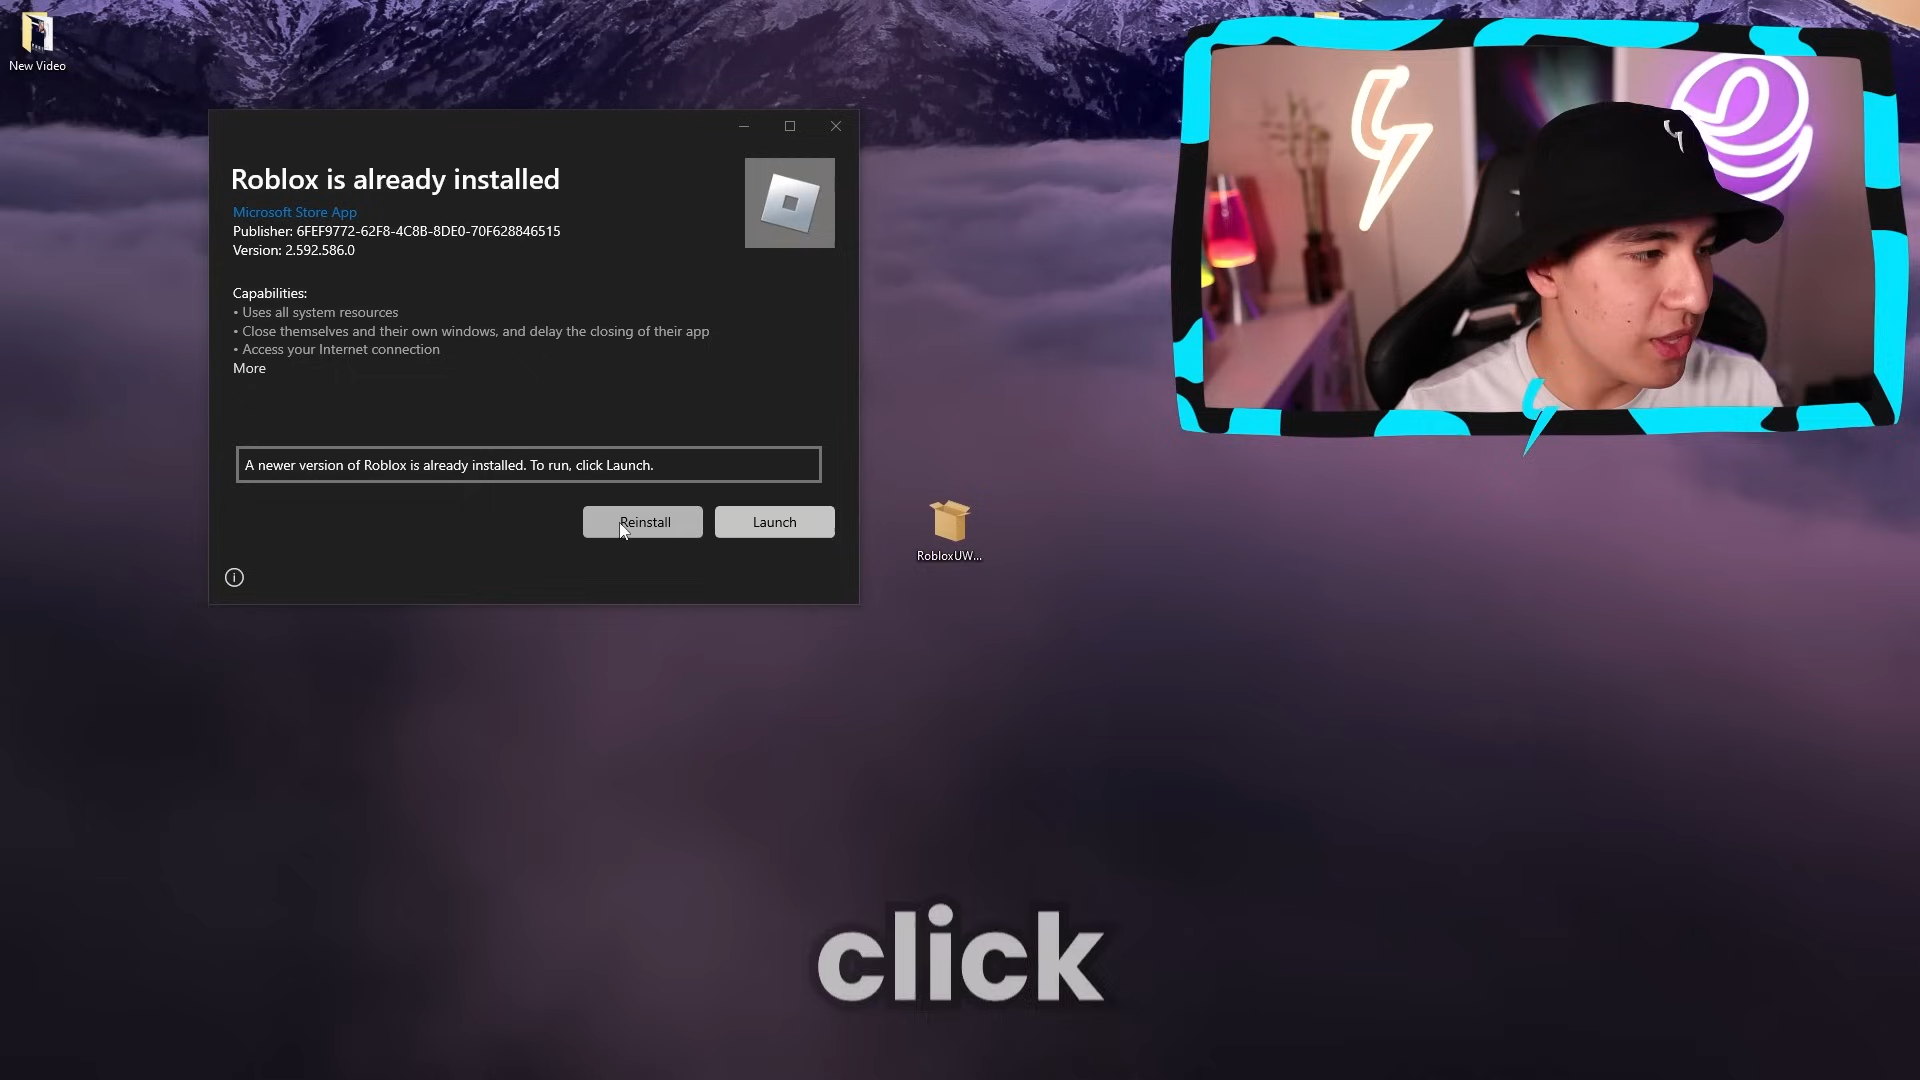 New Video
Roblox is already installed
Microsoft Store App
Publisher: 6FEF9772-62F8-4C8B-8DE0-70F628846515
Version: 2.592.586.0
Capabilities:
• Uses all system resources
• Close themselves and their own windows, and delay the closing of their app
• Access your Internet connection
More
A newer version of Roblox is already installed. To run, click Launch.
Reinstall
Launch
RobloxUW...
click